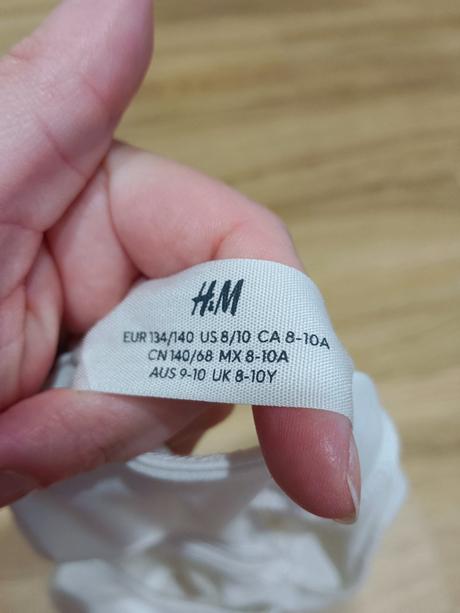 H&M
EUR 134/140 US 8/10 CA 8-10A
CN 140/68 MX 8-10A
AUS 9-10 UK 8-10Y